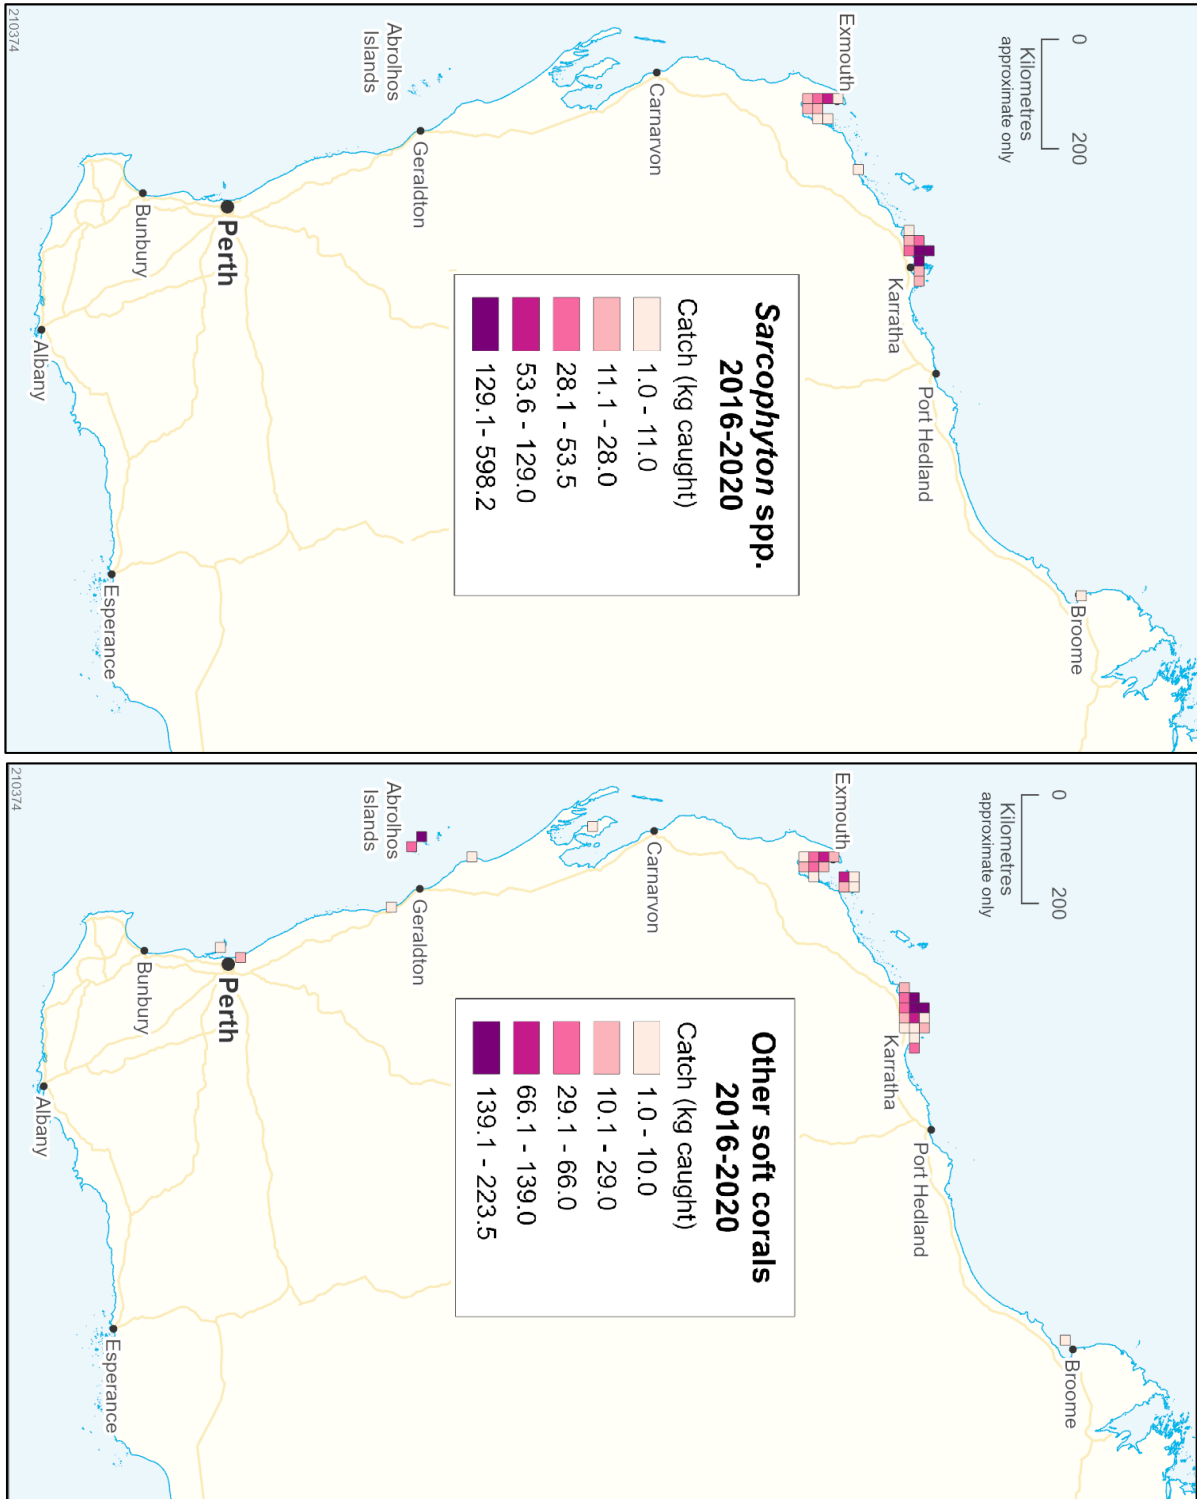 0
200
Kilometres
approximate only
Broome
Port Hedland
Karratha
Exmouth
Carnarvon
Geraldton
Abrolhos
Islands
Perth
Bunbury
Albany
Esperance
Sarcophyton spp.
2016-2020
Catch (kg caught)
1.0 - 11.0
11.1 - 28.0
28.1 - 53.5
53.6 - 129.0
129.1- 598.2
210374
0
200
Kilometres
approximate only
Broome
Port Hedland
Karratha
Exmouth
Carnarvon
Geraldton
Abrolhos
Islands
Perth
Bunbury
Albany
Esperance
Other soft corals
2016-2020
Catch (kg caught)
1.0 - 10.0
10.1 - 29.0
29.1 - 66.0
66.1 - 139.0
139.1 - 223.5
210374